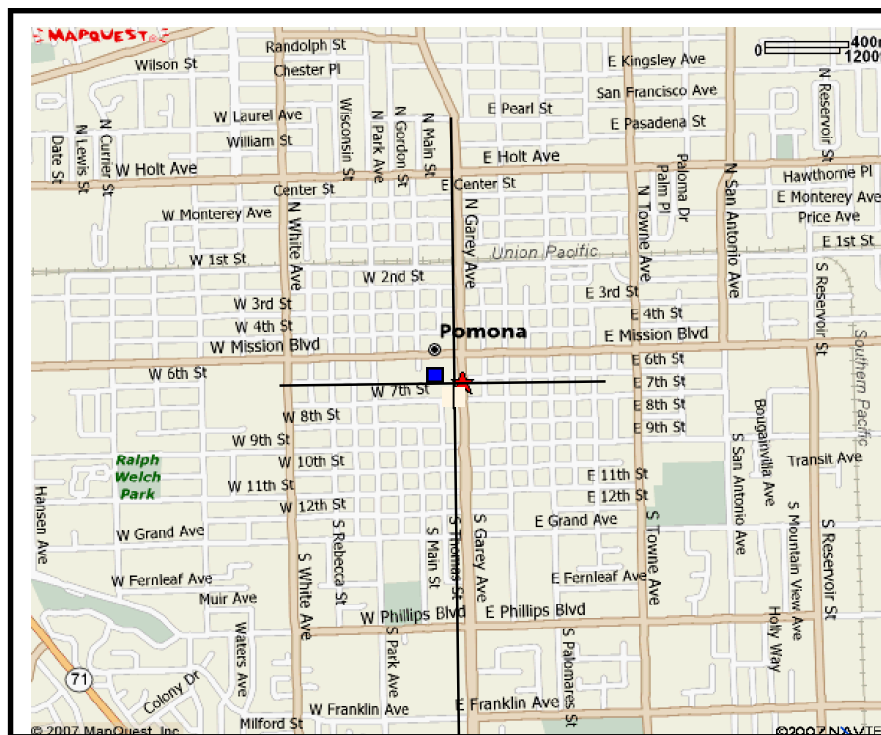 MAPQUEST
0 400m
1200ft
Randolph St
Wilson St
Chester Pl
E Kingsley Ave
San Francisco Ave
N Reservoir St
W Laurel Ave
Wisconsin St
N Park Ave
N Gordon St
N Main St
E Pearl St
E Pasadena St
William St
Date St
N Lewis St
N Currier St
W Holt Ave
E Holt Ave
Center St
E Center St
Palm Pl
Paloma Dr
Hawthorne Pl
E Monterey Ave
Price Ave
W Monterey Ave
N White Ave
N Garey Ave
N Towne Ave
N San Antonio Ave
E 1st St
Union Pacific
W 1st St
W 2nd St
E 3rd St
S Reservoir St
W 3rd St
E 4th St
W 4th St
Pomona
E Mission Blvd
W Mission Blvd
Southern Pacific
E 6th St
W 6th St
E 7th St
W 7th St
E 8th St
W 8th St
E 9th St
W 9th St
Bougainvilla Ave
S San Antonio Ave
Ralph
Welch
Park
W 10th St
Transit Ave
E 11th St
W 11th St
E 12th St
W 12th St
Hansen Ave
W Grand Ave
E Grand Ave
S Rebecca St
S Main St
S Thomas St
S Garey Ave
S Towne Ave
S Mountain View Ave
S Reservoir St
S White Ave
W Fernleaf Ave
E Fernleaf Ave
Muir Ave
W Phillips Blvd
E Phillips Blvd
Waters Ave
S Park Ave
S Palomares St
Holly Way
71
Colony Dr
W Franklin Ave
E Franklin Ave
Milford St
© 2007 MapQuest, Inc.
©2007 NAVTE